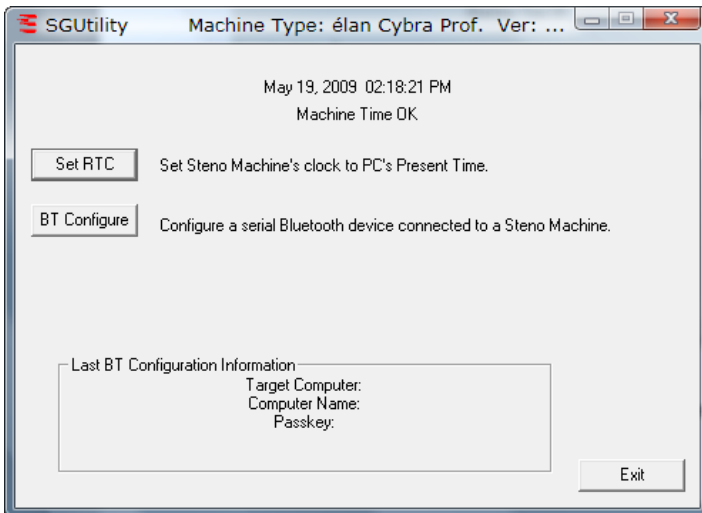 SGUtility Machine Type: élan Cybra Prof. Ver: ...
May 19, 2009 02:18:21 PM
Machine Time OK
Set RTC Set Steno Machine's clock to PC's Present Time.
BT Configure Configure a serial Bluetooth device connected to a Steno Machine.
Last BT Configuration Information
Target Computer:
Computer Name:
Passkey:
Exit